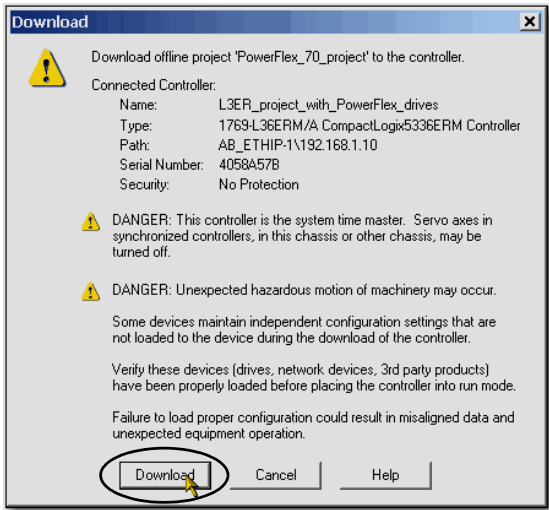 Download
Download offline project 'PowerFlex_70_project' to the controller.
Connected Controller:
Name: L3ER_project_with_PowerFlex_drives
Type: 1769-L36ERM/A CompactLogix5336ERM Controller
Path: AB_ETHIP-1\192.168.1.10
Serial Number: 4058A57B
Security: No Protection
DANGER: This controller is the system time master. Servo axes in
synchronized controllers, in this chassis or other chassis, may be
turned off.
DANGER: Unexpected hazardous motion of machinery may occur.
Some devices maintain independent configuration settings that are
not loaded to the device during the download of the controller.
Verify these devices (drives, network devices, 3rd party products)
have been properly loaded before placing the controller into run mode.
Failure to load proper configuration could result in misaligned data and
unexpected equipment operation.
Download Cancel Help